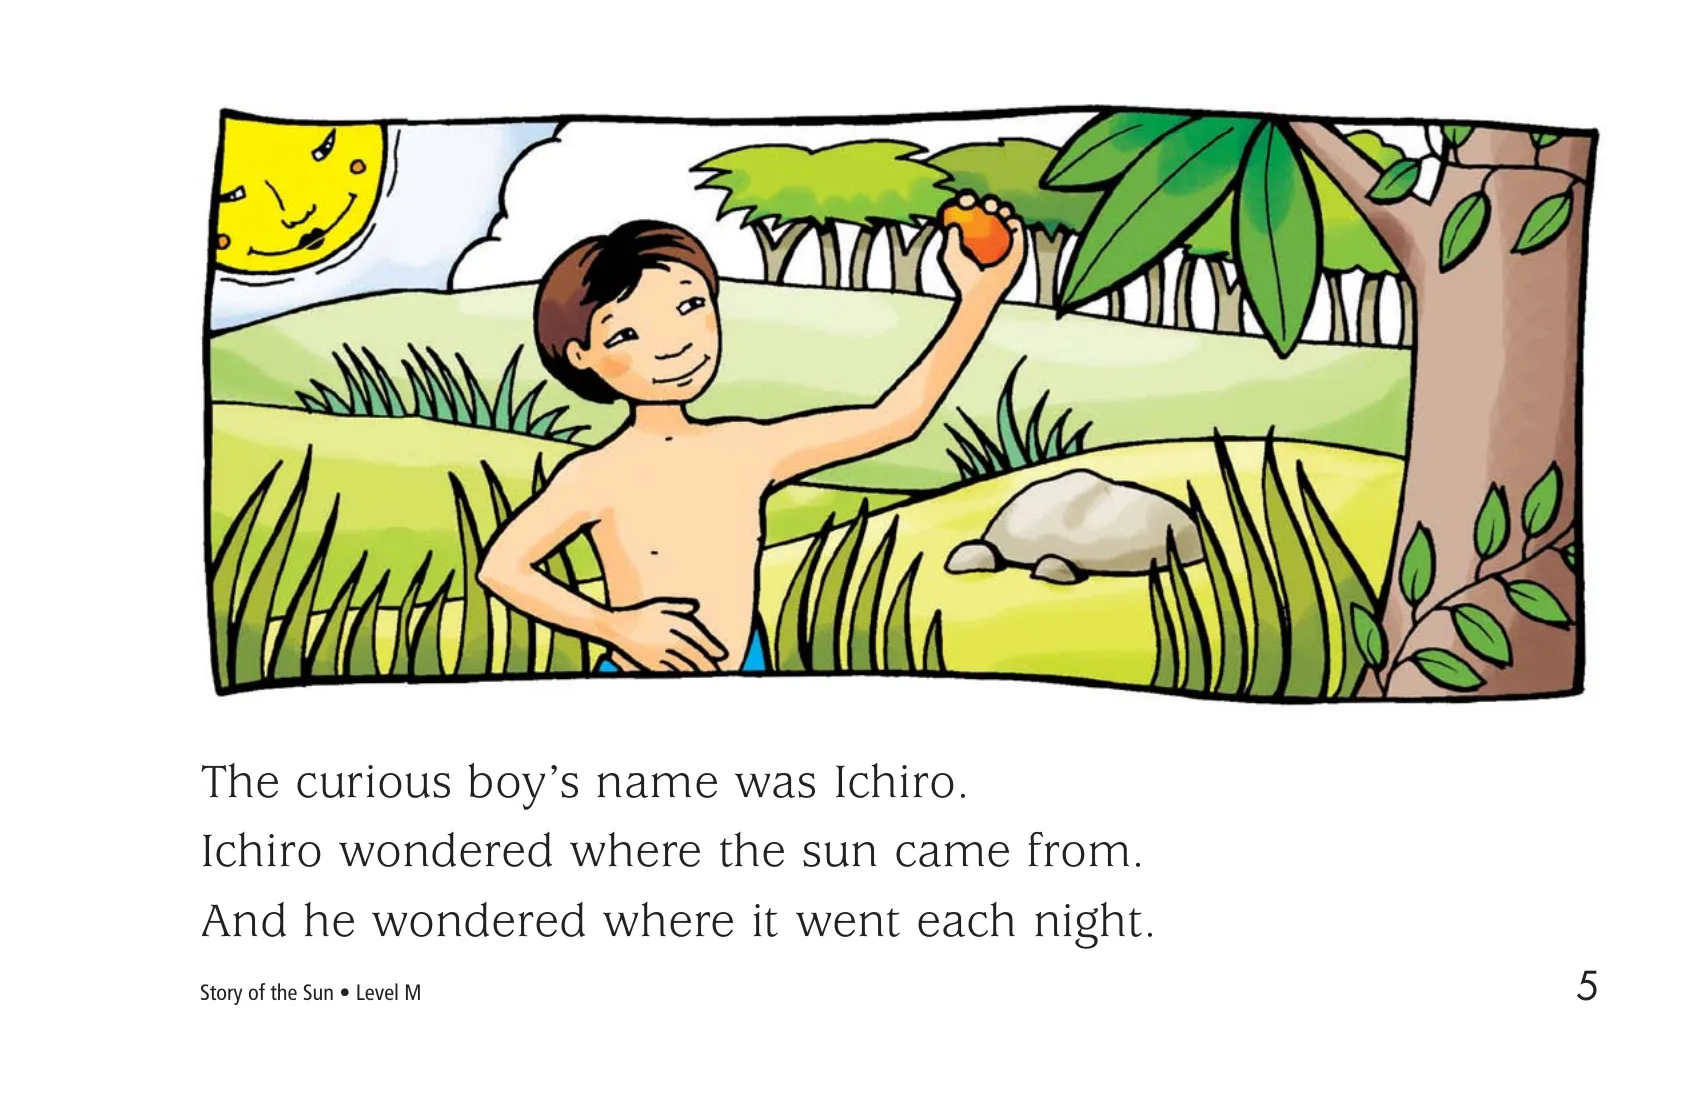 The curious boy’s name was Ichiro.
Ichiro wondered where the sun came from.
And he wondered where it went each night.
Story of the Sun • Level M
5